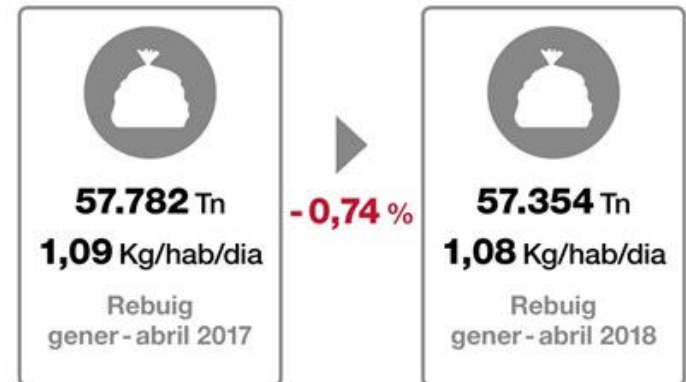 57.782 Tn
1,09 Kg/hab/dia
Rebuig
gener - abril 2017
- 0,74 %
57.354 Tn
1,08 Kg/hab/dia
Rebuig
gener - abril 2018